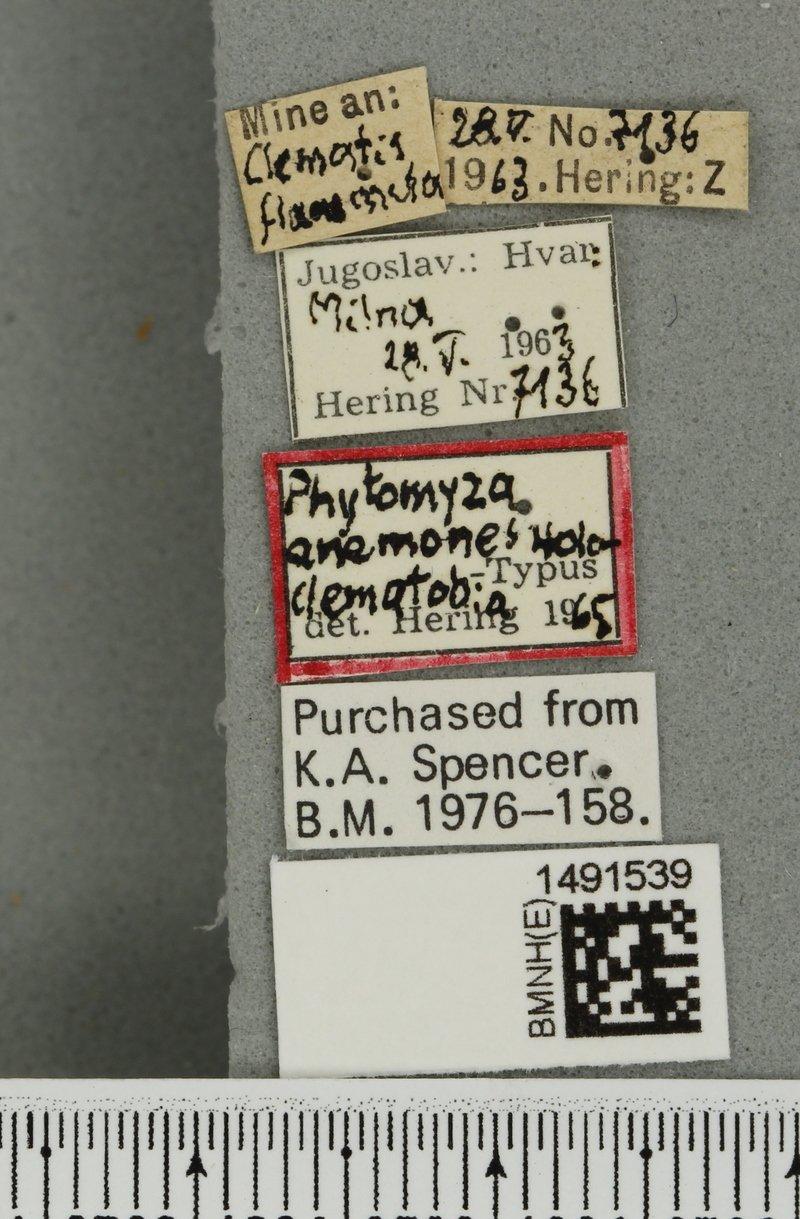 Mine an:
Clematis
flammula
28.V. No.7136
1963. Hering: Z
Jugoslav.: Hvar:
Milna
28.V. 1963
Hering Nr 7136
Phytomyza
anemones Holo-
clematobia -Typus
det. Hering 1965
Purchased from
K.A. Spencer.
B.M. 1976–158.
1491539
BMNH(E)